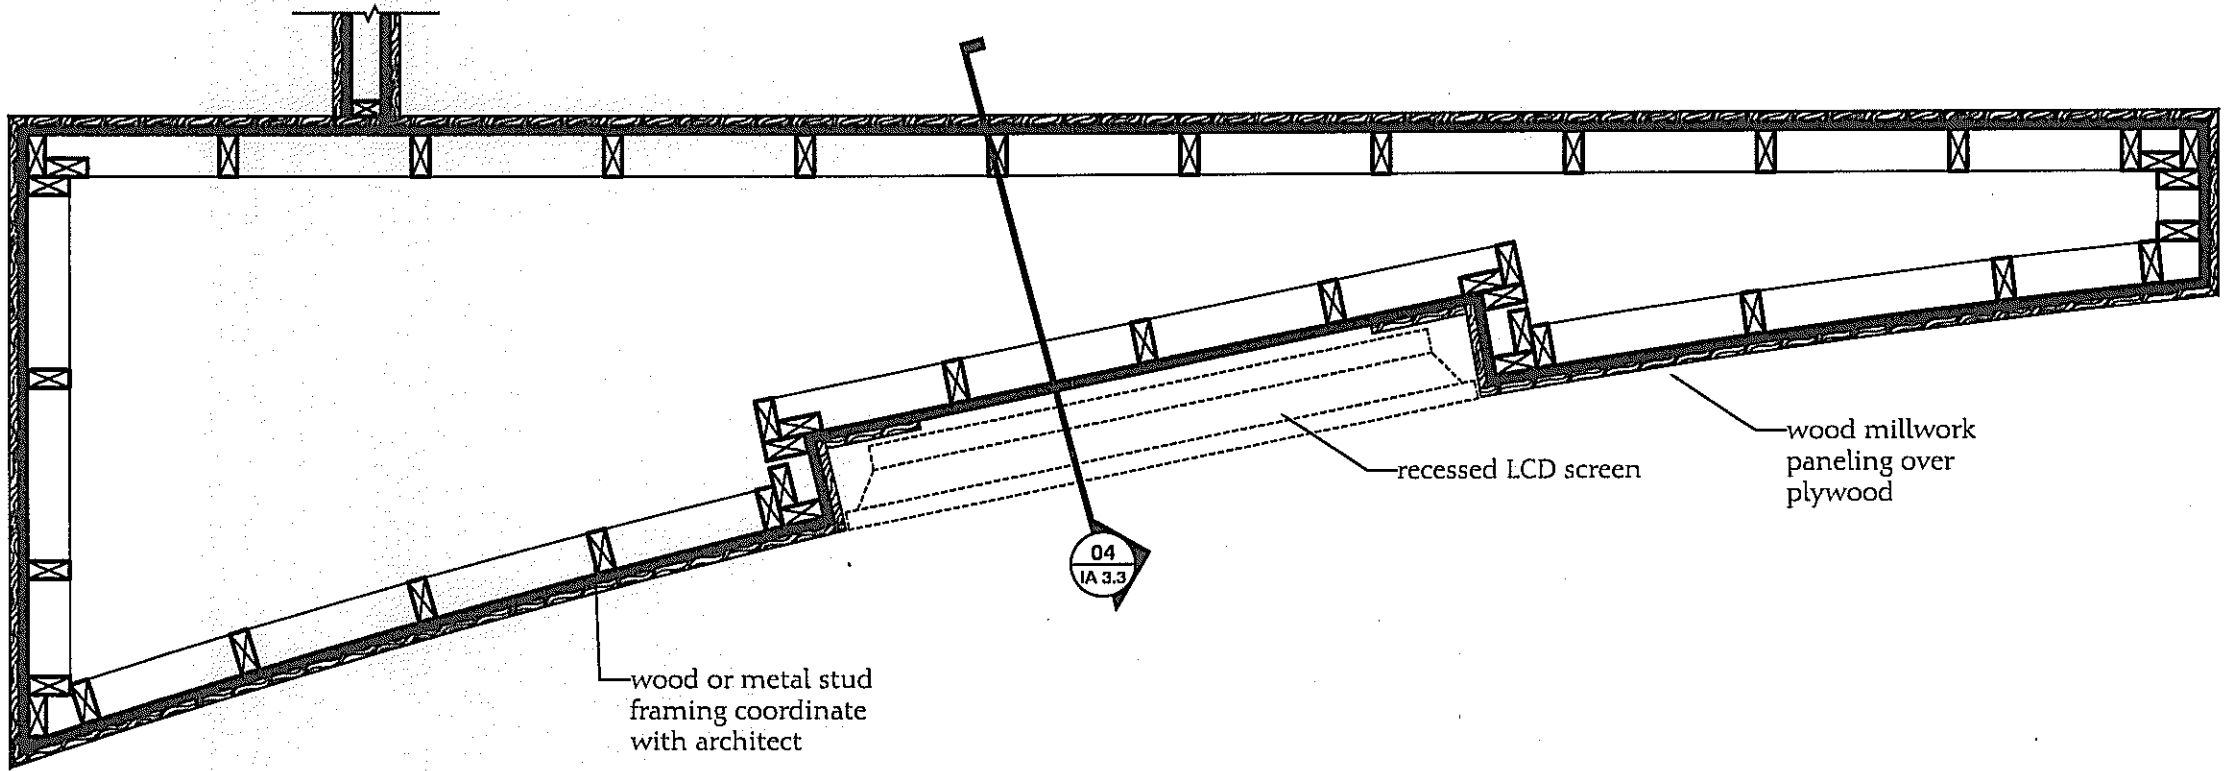 wood millwork
paneling over
plywood
recessed LCD screen
04
IA 3.3
wood or metal stud
framing coordinate
with architect